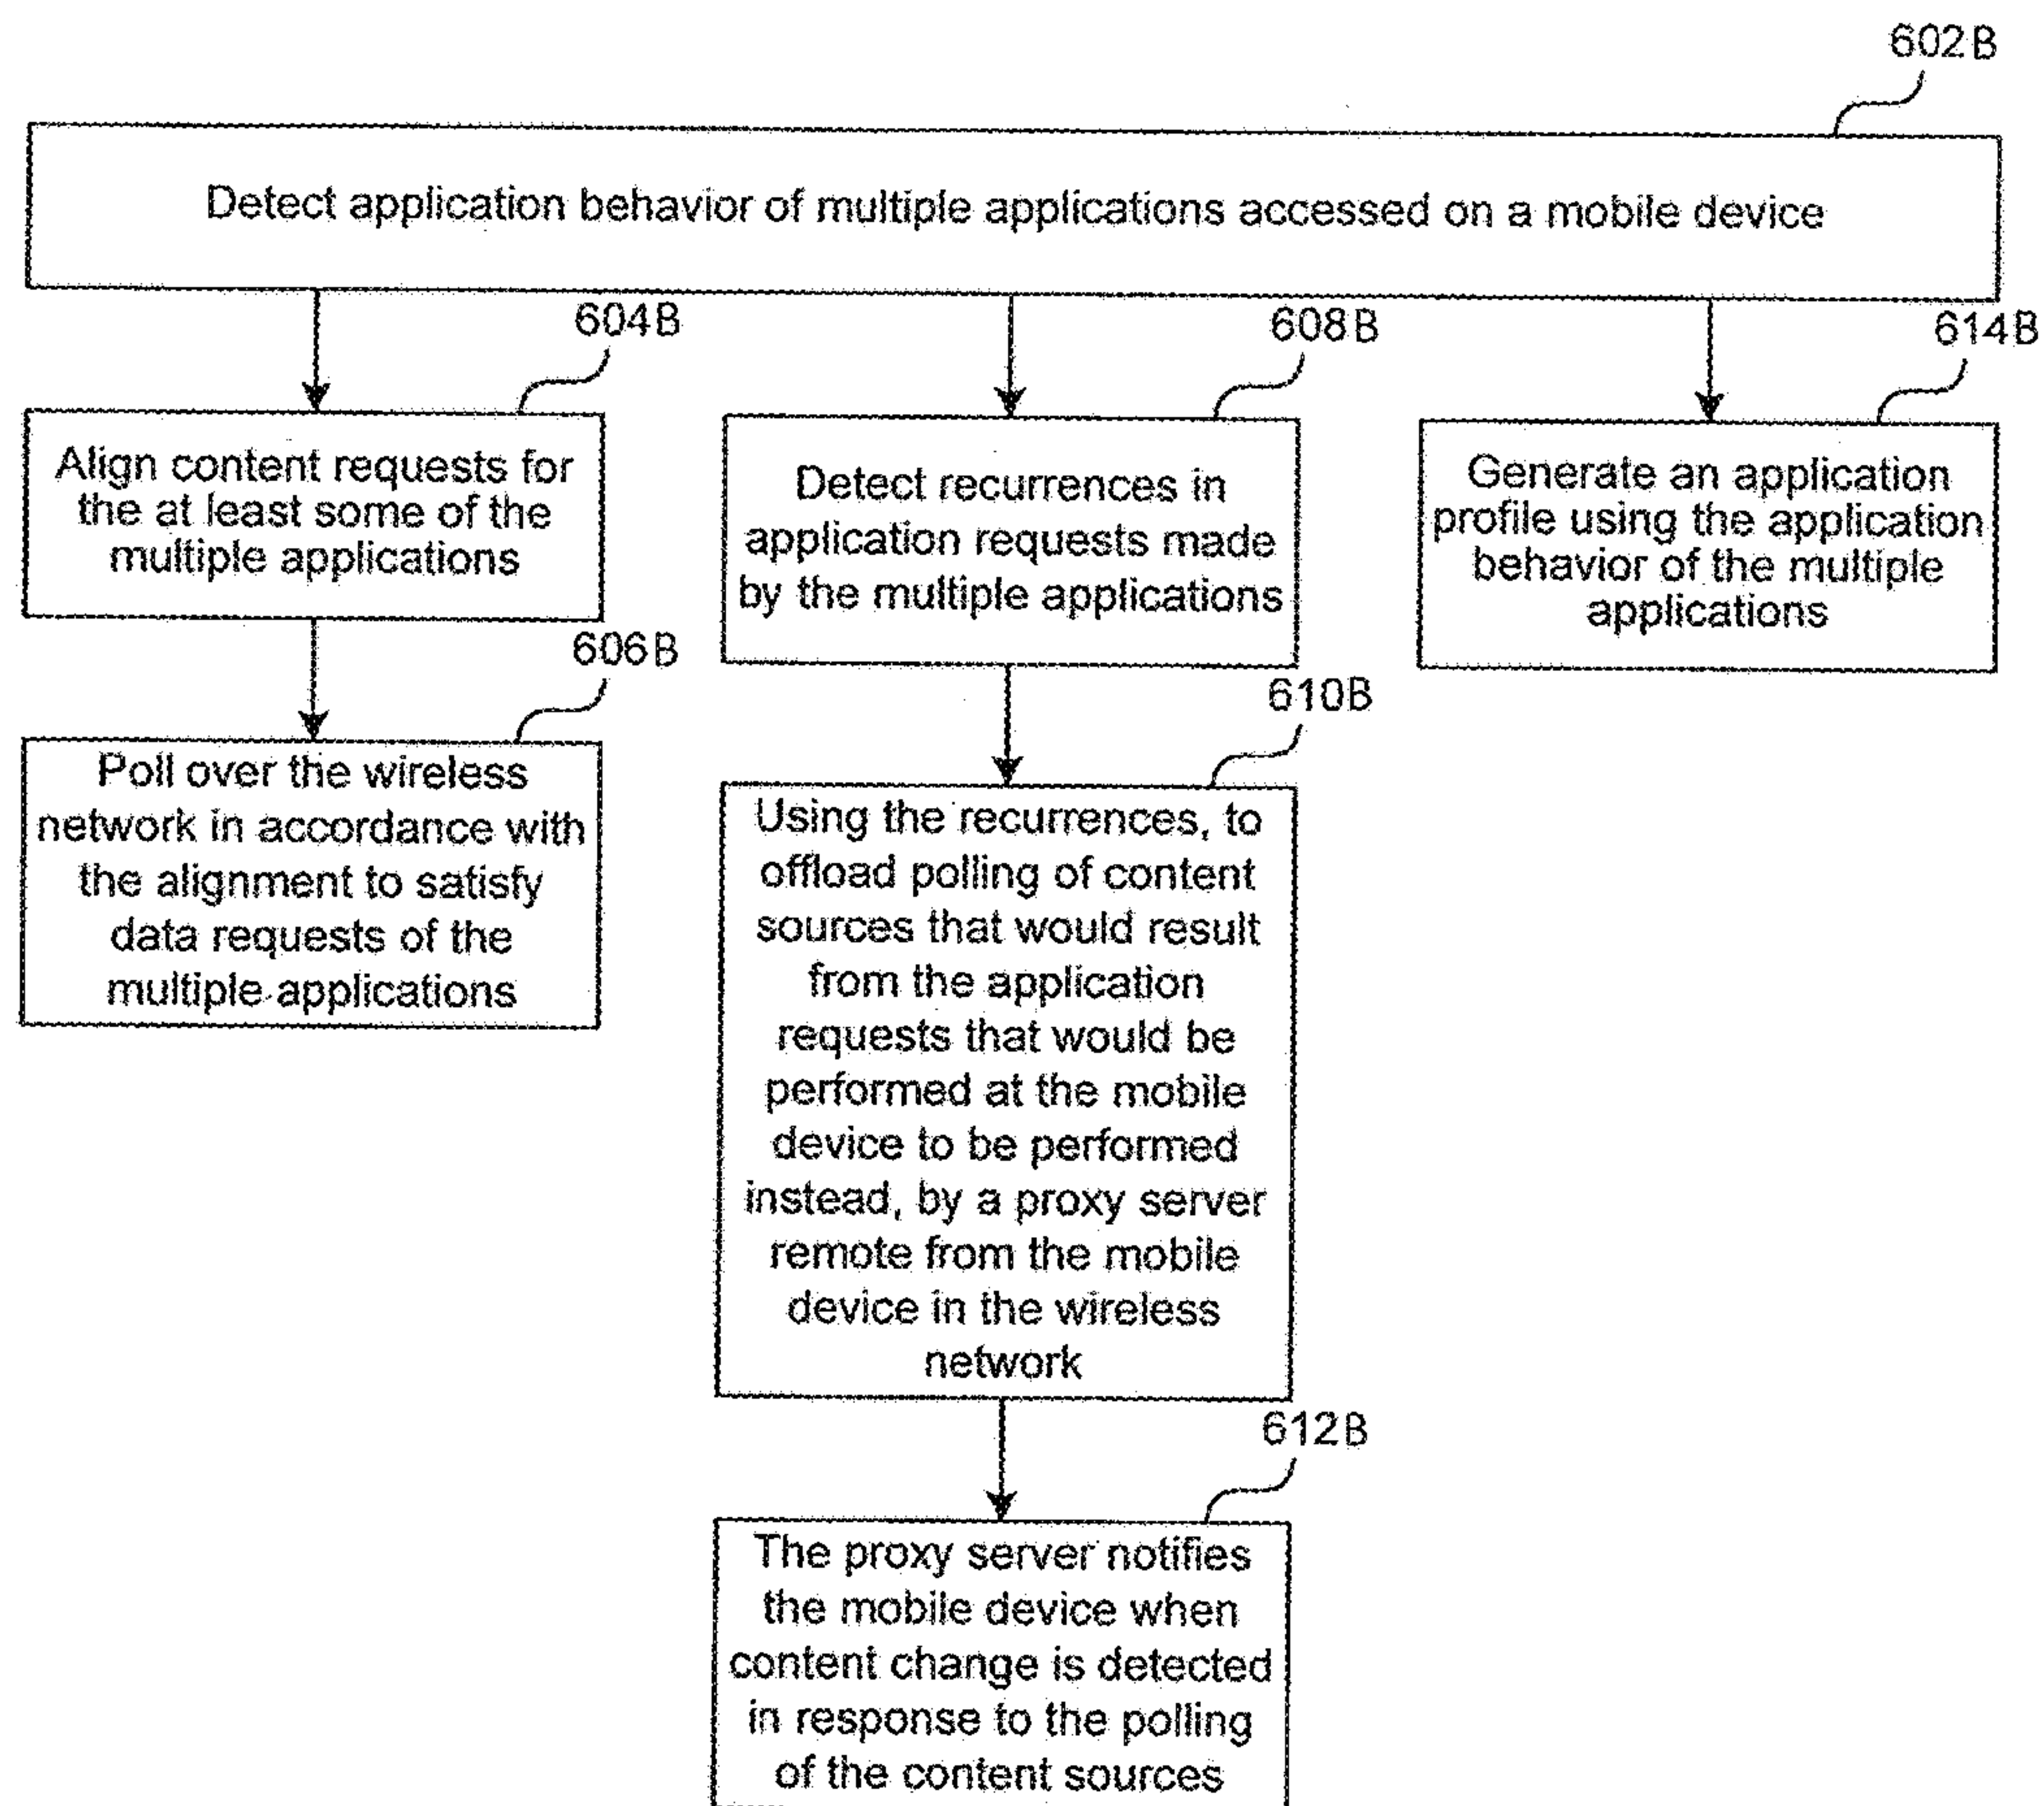 602B
Detect application behavior of multiple applications accessed on a mobile device
604B
Align content requests for
the at least some of the
multiple applications
606B
Poll over the wireless
network in accordance with
the alignment to satisfy
data requests of the
multiple applications
608B
Detect recurrences in
application requests made
by the multiple applications
610B
Using the recurrences, to
offload polling of content
sources that would result
from the application
requests that would be
performed at the mobile
device to be performed
instead, by a proxy server
remote from the mobile
device in the wireless
network
612B
The proxy server notifies
the mobile device when
content change is detected
in response to the polling
of the content sources
614B
Generate an application
profile using the application
behavior of the multiple
applications